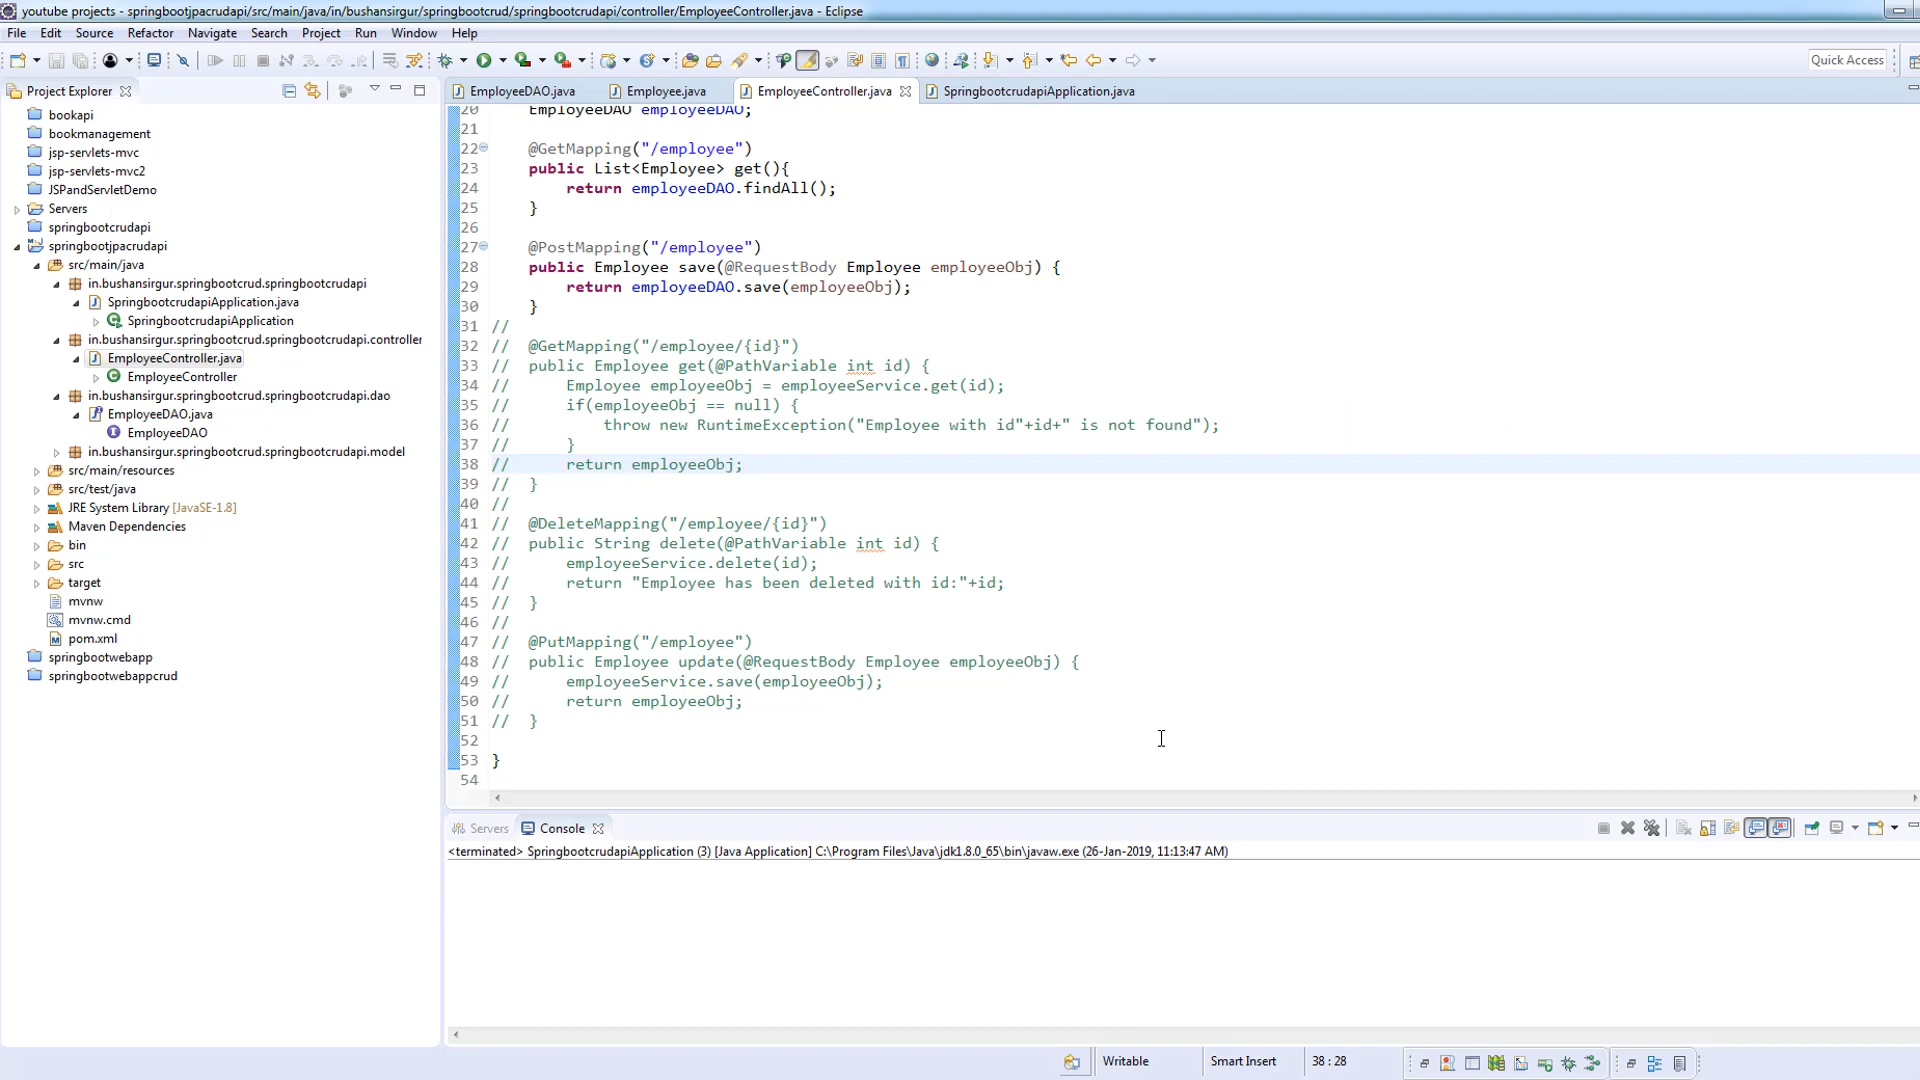 youtube projects - springbootjpacrudapi/src/main/java/in/bushansirgur/springbootcrud/springbootcrudapi/controller/EmployeeController.java - Eclipse
File Edit Source Refactor Navigate Search Project Run Window Help
Quick Access
Project Explorer
bookapi
bookmanagement
jsp-servlets-mvc
jsp-servlets-mvc2
JSPandServletDemo
Servers
springbootcrudapi
springbootjpacrudapi
src/main/java
in.bushansirgur.springbootcrud.springbootcrudapi
SpringbootcrudapiApplication.java
SpringbootcrudapiApplication
in.bushansirgur.springbootcrud.springbootcrudapi.controller
EmployeeController.java
EmployeeController
in.bushansirgur.springbootcrud.springbootcrudapi.dao
EmployeeDAO.java
EmployeeDAO
in.bushansirgur.springbootcrud.springbootcrudapi.model
src/main/resources
src/test/java
JRE System Library [JavaSE-1.8]
Maven Dependencies
bin
src
target
mvnw
mvnw.cmd
pom.xml
springbootwebapp
springbootwebappcrud
EmployeeDAO.java Employee.java EmployeeController.java SpringbootcrudapiApplication.java
20 EmployeeDAO employeeDAO;
21
22 @GetMapping("/employee")
23 public List<Employee> get(){
24 return employeeDAO.findAll();
25 }
26
27 @PostMapping("/employee")
28 public Employee save(@RequestBody Employee employeeObj) {
29 return employeeDAO.save(employeeObj);
30 }
31 //
32 // @GetMapping("/employee/{id}")
33 // public Employee get(@PathVariable int id) {
34 // Employee employeeObj = employeeService.get(id);
35 // if(employeeObj == null) {
36 // throw new RuntimeException("Employee with id"+id+" is not found");
37 // }
38 // return employeeObj;
39 // }
40 //
41 // @DeleteMapping("/employee/{id}")
42 // public String delete(@PathVariable int id) {
43 // employeeService.delete(id);
44 // return "Employee has been deleted with id:"+id;
45 // }
46 //
47 // @PutMapping("/employee")
48 // public Employee update(@RequestBody Employee employeeObj) {
49 // employeeService.save(employeeObj);
50 // return employeeObj;
51 // }
52
53 }
54
Servers Console
<terminated> SpringbootcrudapiApplication (3) [Java Application] C:\Program Files\Java\jdk1.8.0_65\bin\javaw.exe (26-Jan-2019, 11:13:47 AM)
Writable Smart Insert 38 : 28